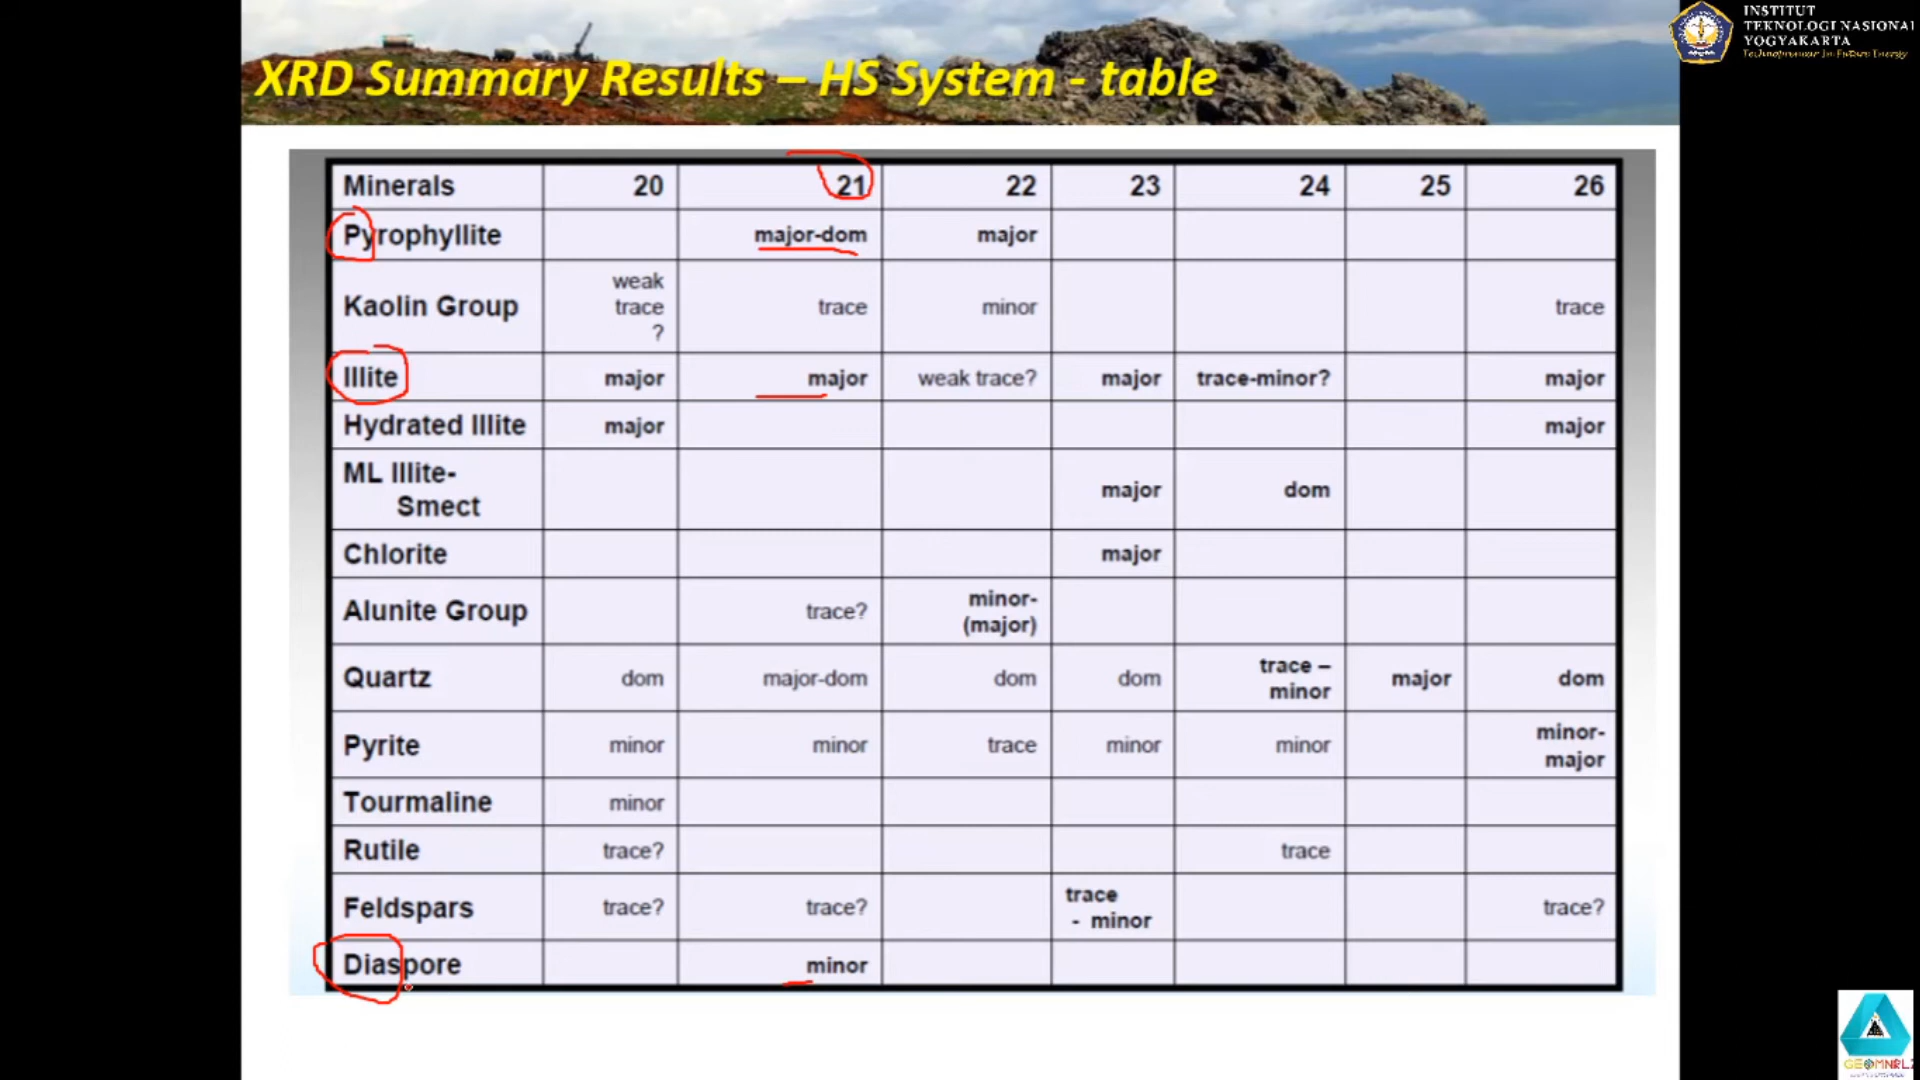 INSTITUT
TEKNOLOGI NASIONAL
YOGYAKARTA
Technopreneur In Future Energy
XRD Summary Results – HS System - table
Minerals 20 21 22 23 24 25 26
Pyrophyllite major-dom major
Kaolin Group weak trace ? trace minor trace
Illite major major weak trace? major trace-minor? major
Hydrated Illite major major
ML Illite-
Smect major dom
Chlorite major
Alunite Group trace? minor-(major)
Quartz dom major-dom dom dom trace – minor major dom
Pyrite minor minor trace minor minor minor-major
Tourmaline minor
Rutile trace? trace
Feldspars trace? trace? trace - minor trace?
Diaspore minor